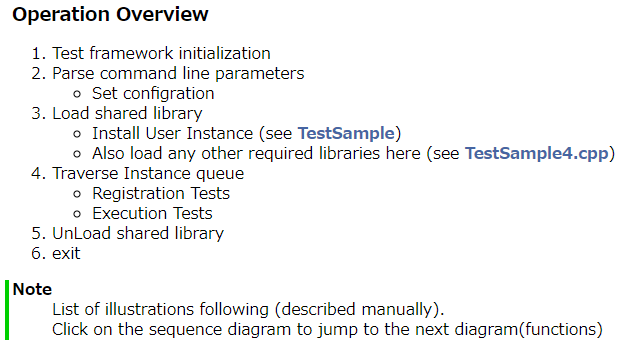 Operation Overview
1. Test framework initialization
2. Parse command line parameters
◦ Set configration
3. Load shared library
◦ Install User Instance (see TestSample)
◦ Also load any other required libraries here (see TestSample4.cpp)
4. Traverse Instance queue
◦ Registration Tests
◦ Execution Tests
5. UnLoad shared library
6. exit
Note
List of illustrations following (described manually).
Click on the sequence diagram to jump to the next diagram(functions)